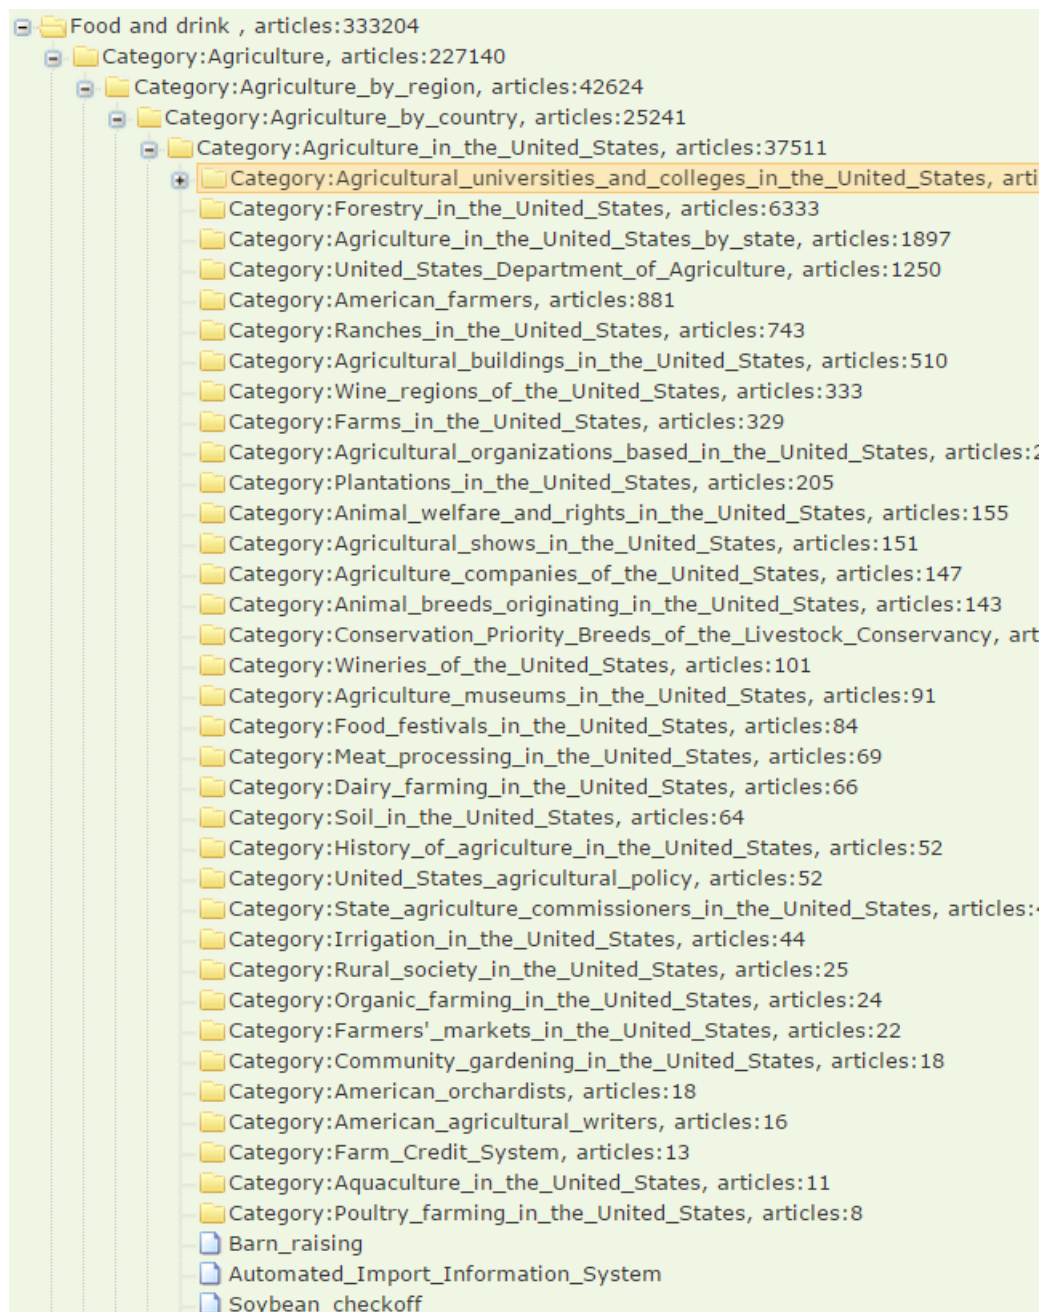 Food and drink , articles:333204
Category:Agriculture, articles:227140
Category:Agriculture_by_region, articles:42624
Category:Agriculture_by_country, articles:25241
Category:Agriculture_in_the_United_States, articles:37511
Category:Agricultural_universities_and_colleges_in_the_United_States, arti
Category:Forestry_in_the_United_States, articles:6333
Category:Agriculture_in_the_United_States_by_state, articles:1897
Category:United_States_Department_of_Agriculture, articles:1250
Category:American_farmers, articles:881
Category:Ranches_in_the_United_States, articles:743
Category:Agricultural_buildings_in_the_United_States, articles:510
Category:Wine_regions_of_the_United_States, articles:333
Category:Farms_in_the_United_States, articles:329
Category:Agricultural_organizations_based_in_the_United_States, articles:2
Category:Plantations_in_the_United_States, articles:205
Category:Animal_welfare_and_rights_in_the_United_States, articles:155
Category:Agricultural_shows_in_the_United_States, articles:151
Category:Agriculture_companies_of_the_United_States, articles:147
Category:Animal_breeds_originating_in_the_United_States, articles:143
Category:Conservation_Priority_Breeds_of_the_Livestock_Conservancy, art
Category:Wineries_of_the_United_States, articles:101
Category:Agriculture_museums_in_the_United_States, articles:91
Category:Food_festivals_in_the_United_States, articles:84
Category:Meat_processing_in_the_United_States, articles:69
Category:Dairy_farming_in_the_United_States, articles:66
Category:Soil_in_the_United_States, articles:64
Category:History_of_agriculture_in_the_United_States, articles:52
Category:United_States_agricultural_policy, articles:52
Category:State_agriculture_commissioners_in_the_United_States, articles:4
Category:Irrigation_in_the_United_States, articles:44
Category:Rural_society_in_the_United_States, articles:25
Category:Organic_farming_in_the_United_States, articles:24
Category:Farmers'_markets_in_the_United_States, articles:22
Category:Community_gardening_in_the_United_States, articles:18
Category:American_orchardists, articles:18
Category:American_agricultural_writers, articles:16
Category:Farm_Credit_System, articles:13
Category:Aquaculture_in_the_United_States, articles:11
Category:Poultry_farming_in_the_United_States, articles:8
Barn_raising
Automated_Import_Information_System
Soybean_checkoff